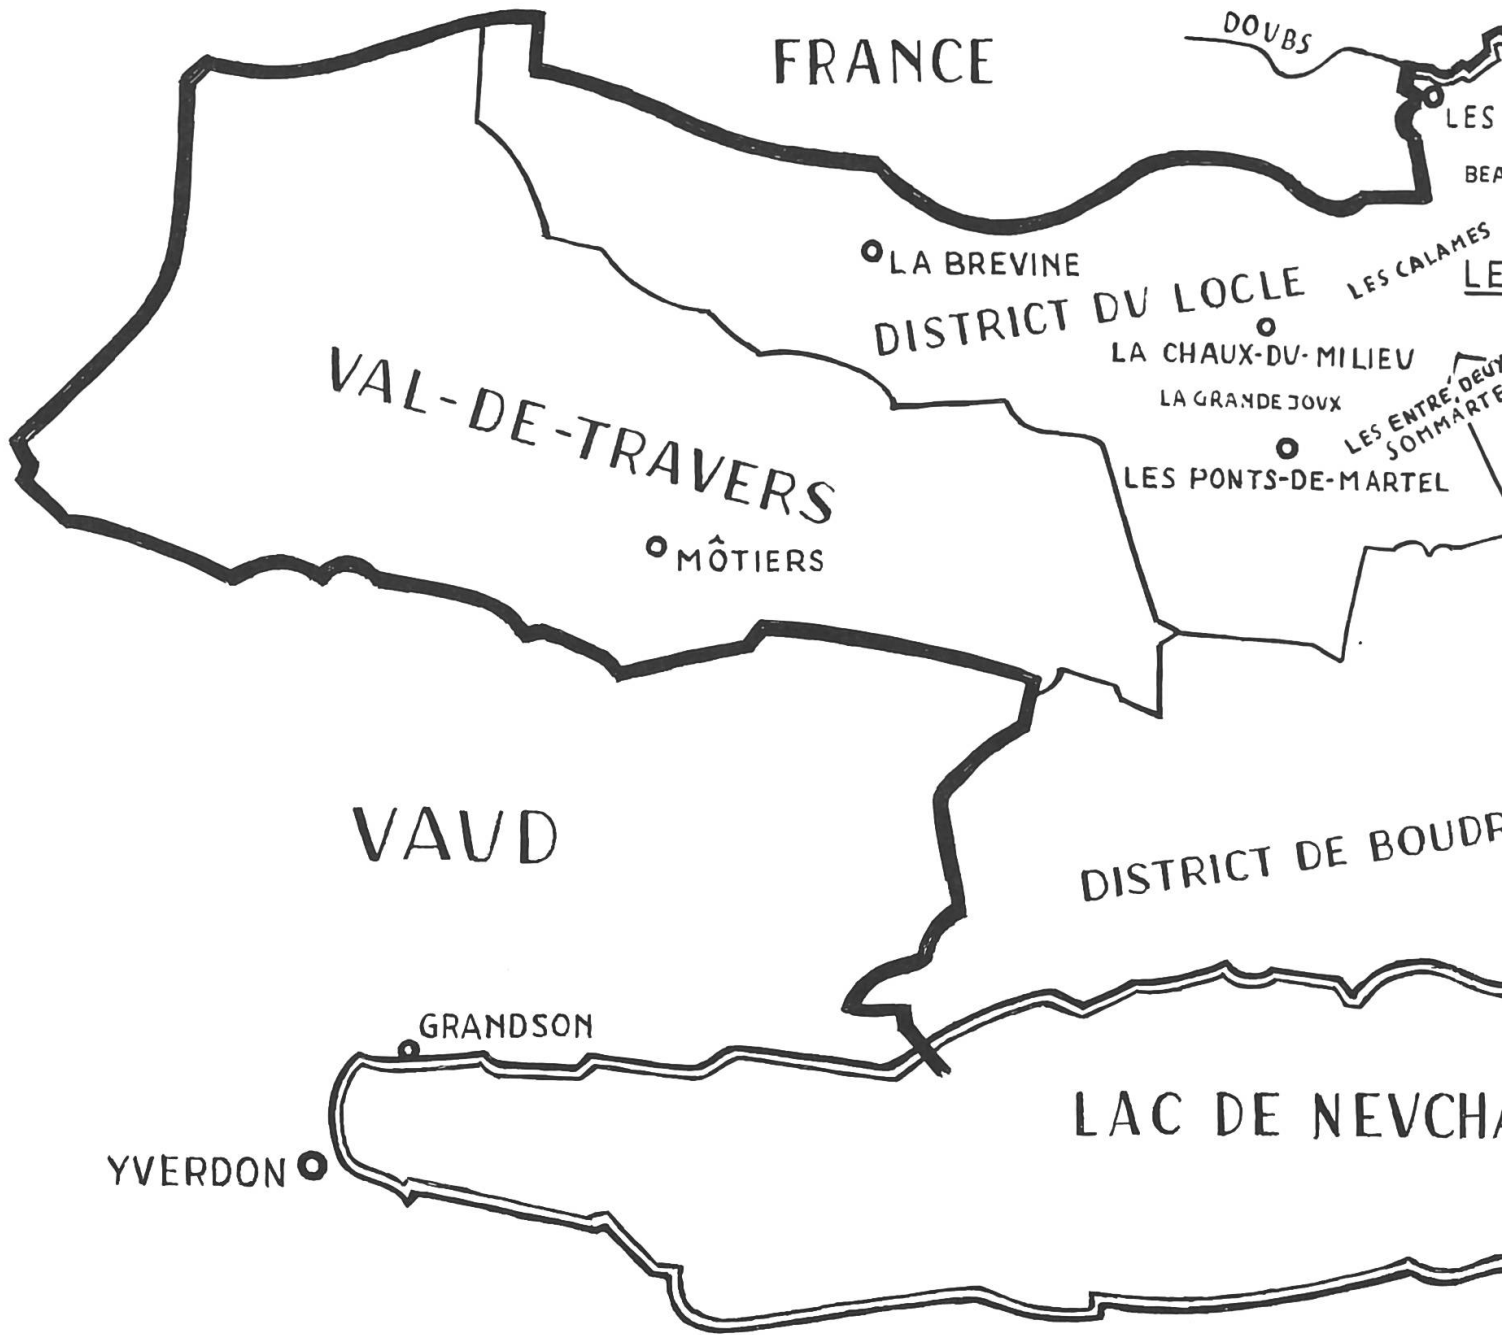 DOUBS
FRANCE
LES
BEA
LA BREVINE
LES CALAMES
LE
DISTRICT DU LOCLE
LA CHAUX-DU-MILIEU
LA GRANDE JOUX
LES ENTRE DEUX
SOMMARTE
LES PONTS-DE-MARTEL
VAL-DE-TRAVERS
MÔTIERS
VAUD
DISTRICT DE BOUDR
GRANDSON
LAC DE NEVCHA
YVERDON